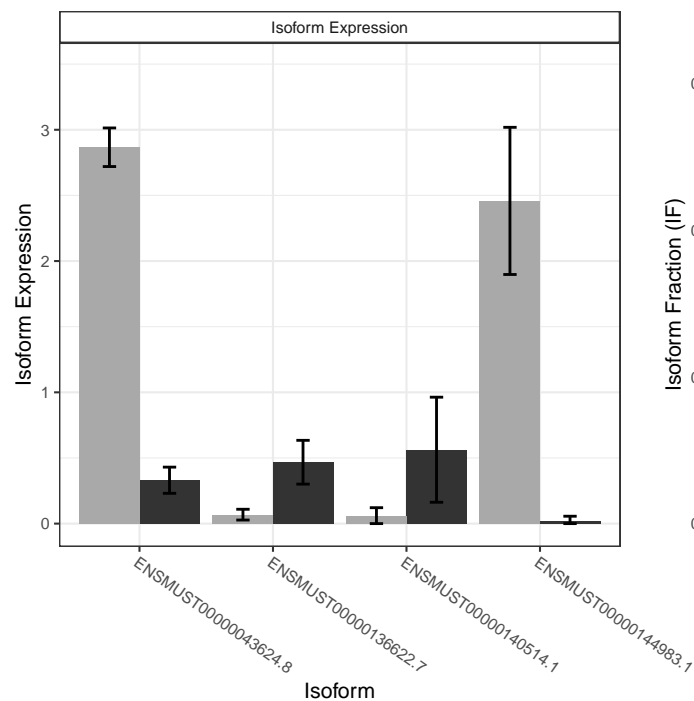 Isoform Expression
Isoform Expression
3
2
1
0
ENSMUST00000043624.8
ENSMUST00000136622.7
ENSMUST00000140514.1
ENSMUST00000144983.1
Isoform
Isoform Fraction (IF)